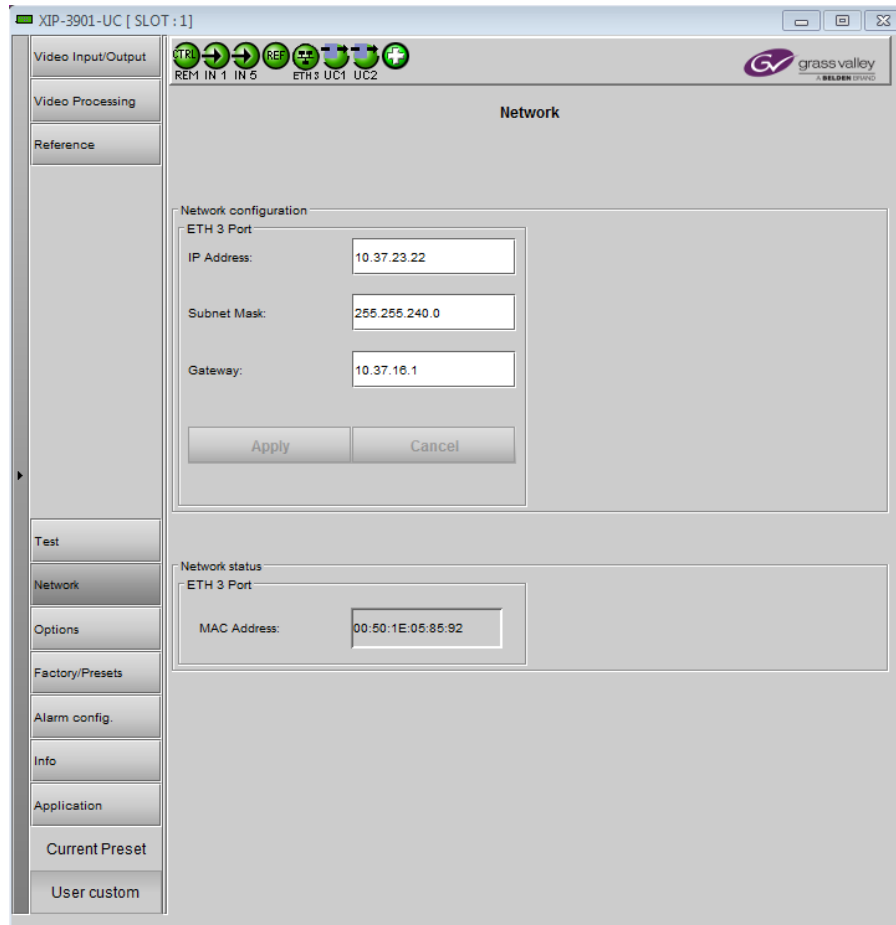 XIP-3901-UC [ SLOT : 1]
Video Input/Output
Video Processing
Reference
CTRL REF
REM IN 1 IN 5 ETH3 UC1 UC2
GV grass valley
A BELDEN BRAND
Network
Network configuration
ETH 3 Port
IP Address: 10.37.23.22
Subnet Mask: 255.255.240.0
Gateway: 10.37.16.1
Apply Cancel
Network status
ETH 3 Port
MAC Address: 00:50:1E:05:85:92
Test
Network
Options
Factory/Presets
Alarm config.
Info
Application
Current Preset
User custom